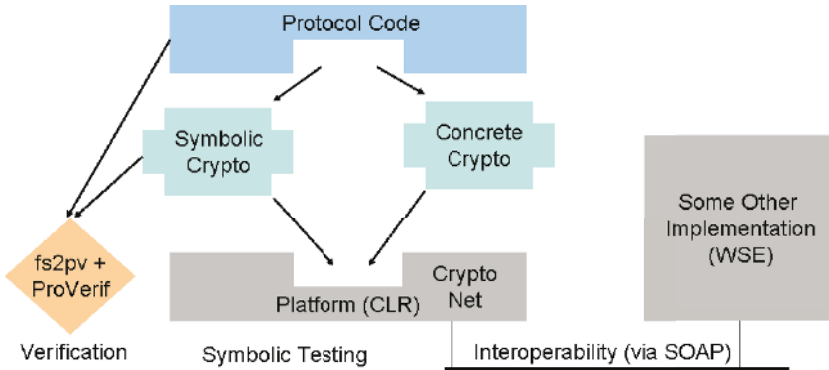 Protocol Code
Symbolic
Crypto
Concrete
Crypto
Some Other
Implementation
(WSE)
fs2pv +
ProVerif
Crypto
Net
Platform (CLR)
Verification
Symbolic Testing
Interoperability (via SOAP)